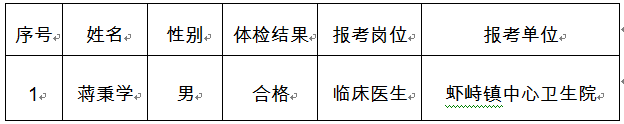 序号 姓名 性别 体检结果 报考岗位 报考单位
1 蒋秉学 男 合格 临床医生 虾峙镇中心卫生院